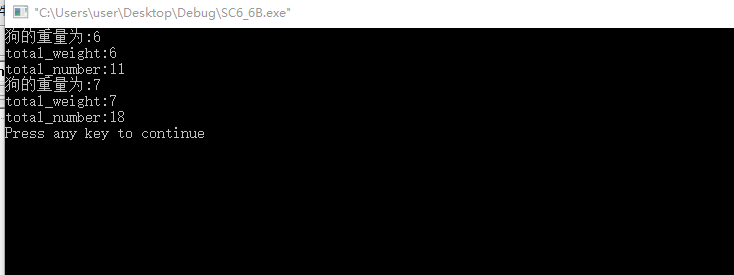 "C:\Users\user\Desktop\Debug\SC6_6B.exe"
狗的重量为:6
total_weight:6
total_number:11
狗的重量为:7
total_weight:7
total_number:18
Press any key to continue